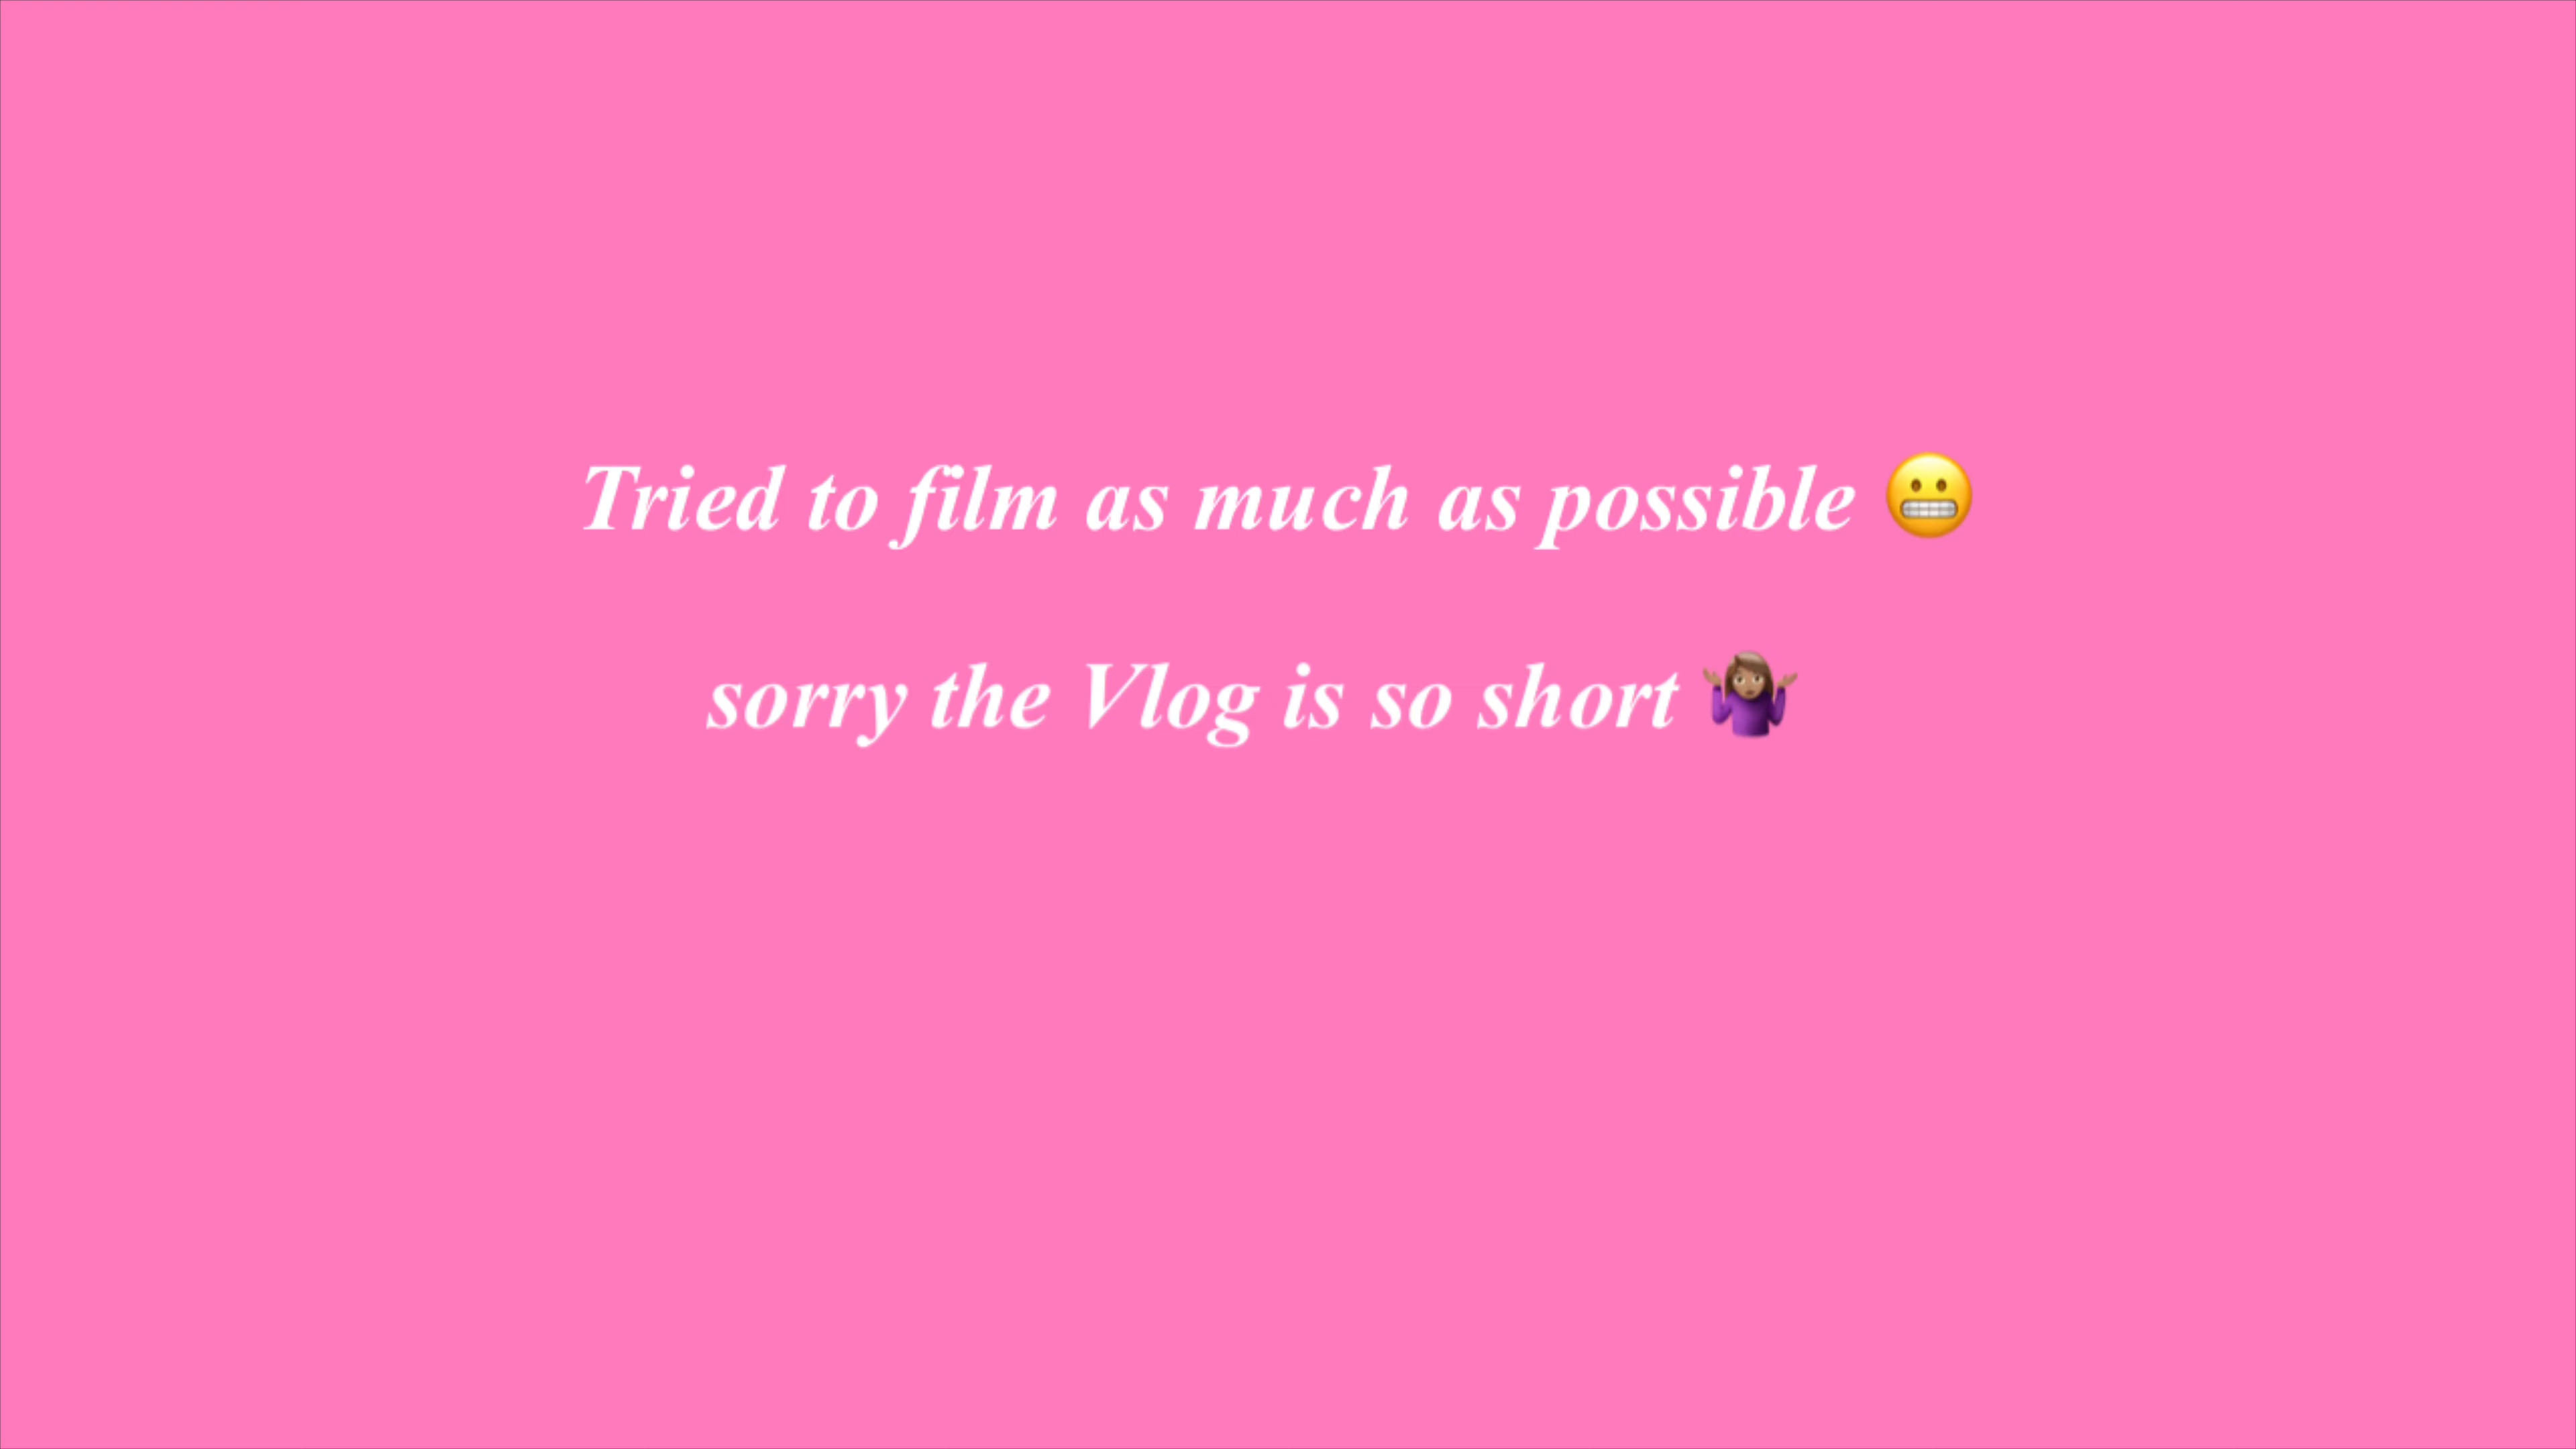 Tried to film as much as possible 😬
sorry the Vlog is so short 🤷🏽‍♀️